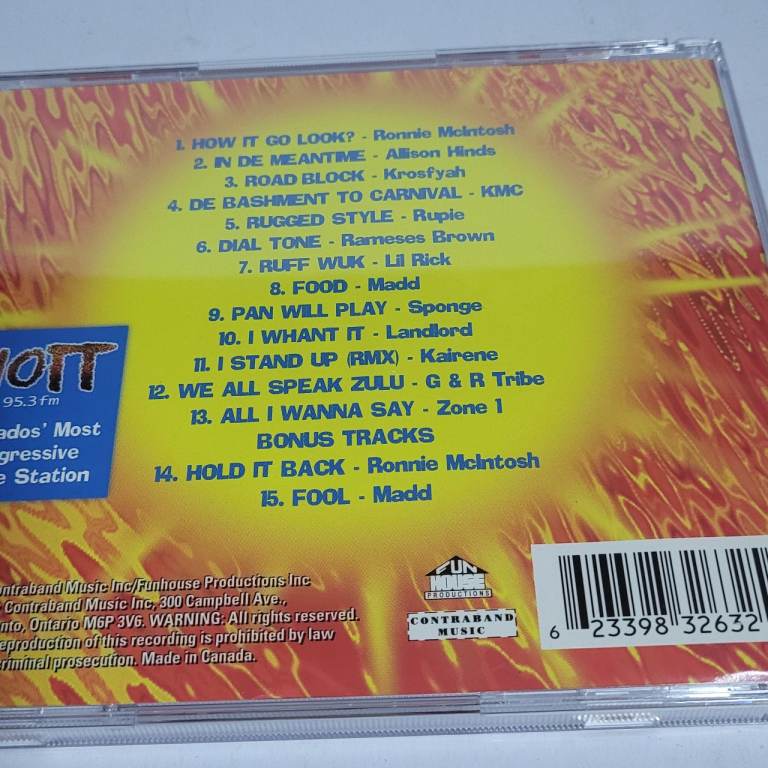 1. HOW IT GO LOOK? - Ronnie McIntosh
2. IN DE MEANTIME - Allison Hinds
3. ROAD BLOCK - Krosfyah
4. DE BASHMENT TO CARNIVAL - KMC
5. RUGGED STYLE - Rupie
6. DIAL TONE - Rameses Brown
7. RUFF WUK - Lil Rick
8. FOOD - Madd
9. PAN WILL PLAY - Sponge
10. I WHANT IT - Landlord
11. I STAND UP (RMX) - Kairene
12. WE ALL SPEAK ZULU - G & R Tribe
13. ALL I WANNA SAY - Zone 1
BONUS TRACKS
14. HOLD IT BACK - Ronnie McIntosh
15. FOOL - Madd
HOTT
95.3 fm
ados' Most
gressive
e Station
ontraband Music Inc/Funhouse Productions Inc
Contraband Music Inc, 300 Campbell Ave.,
nto, Ontario M6P 3V6. WARNING: All rights reserved.
reproduction of this recording is prohibited by law
criminal prosecution. Made in Canada.
FUN
HOUSE
PRODUCTIONS
CONTRABAND
MUSIC
6 23398 32632